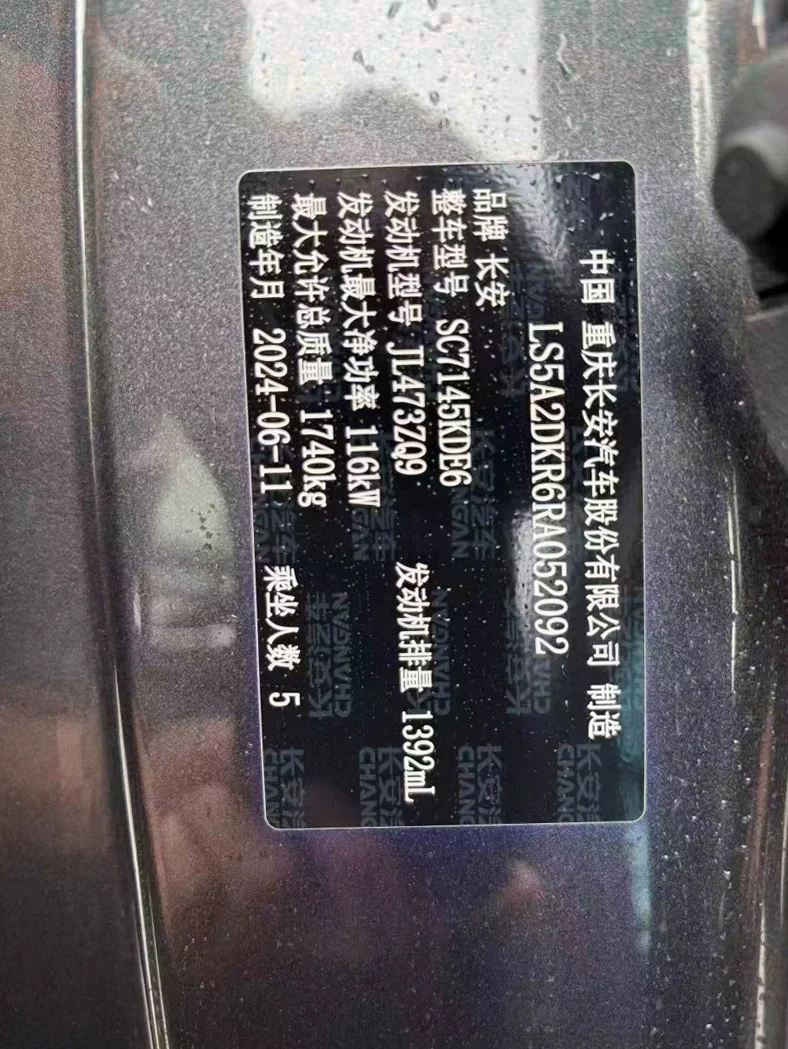 中国 重庆长安汽车股份有限公司 制造
LS5A2DKR6RA052092
品牌 长安
整车型号 SC7145KDE6
发动机型号 JL473ZQ9 发动机排量 1392mL
发动机最大净功率 116kW
最大允许总质量 1740kg
制造年月 2024-06-11 乘坐人数 5